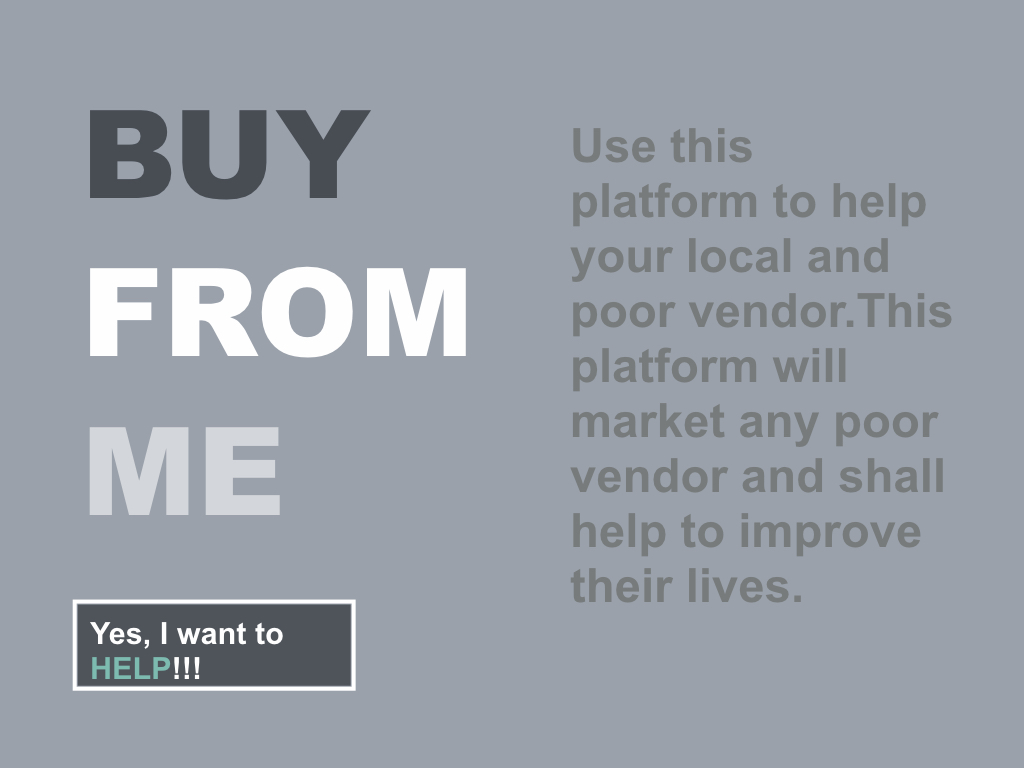 BUY
FROM
ME
Use this
platform to help
your local and
poor vendor.This
platform will
market any poor
vendor and shall
help to improve
their lives.
Yes, I want to
HELP!!!